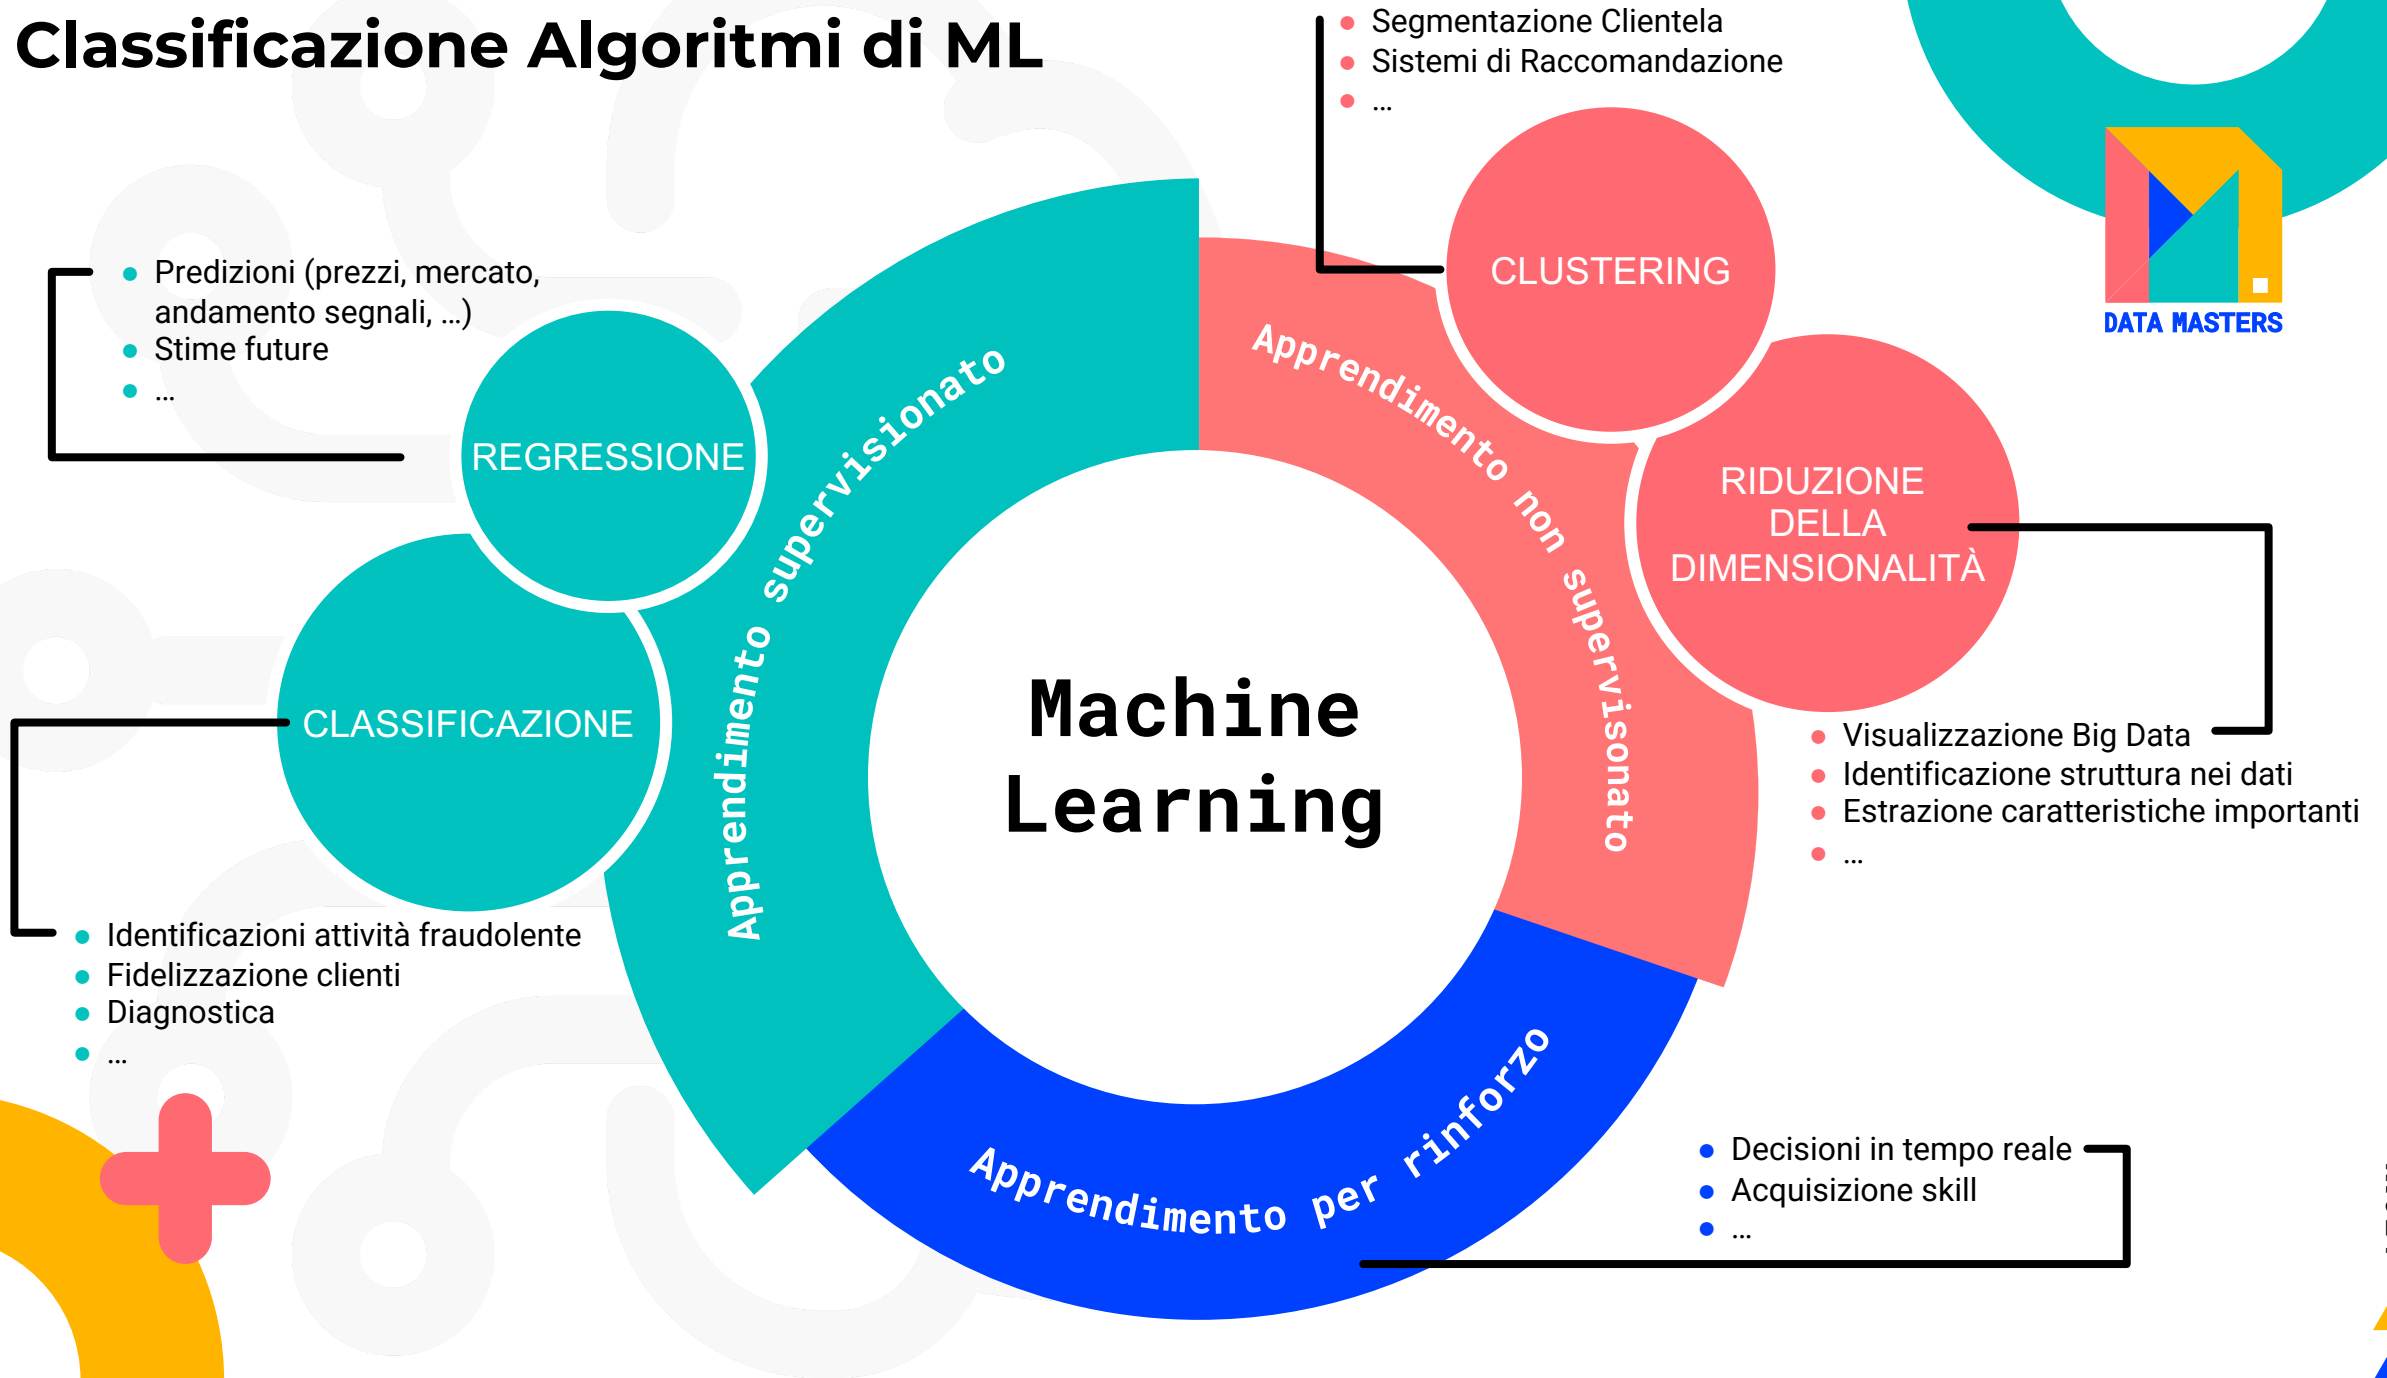 Classificazione Algoritmi di ML
Segmentazione Clientela
Sistemi di Raccomandazione
...
DATA MASTERS
Predizioni (prezzi, mercato,
andamento segnali, ...)
Stime future
...
REGRESSIONE
CLASSIFICAZIONE
Identificazioni attività fraudolente
Fidelizzazione clienti
Diagnostica
...
Apprendimento supervisionato
Machine
Learning
Apprendimento non supervisonato
CLUSTERING
RIDUZIONE
DELLA
DIMENSIONALITÀ
Visualizzazione Big Data
Identificazione struttura nei dati
Estrazione caratteristiche importanti
...
Apprendimento per rinforzo
Decisioni in tempo reale
Acquisizione skill
...